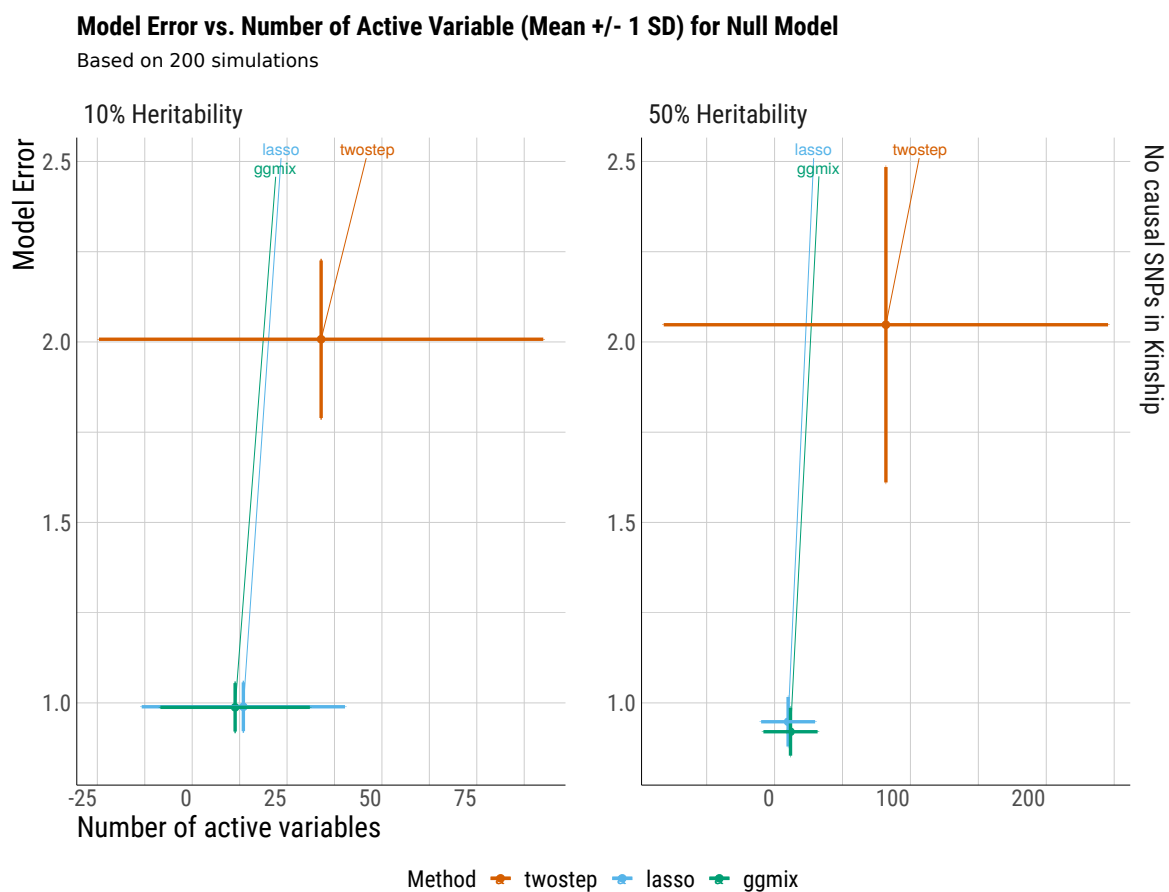 Model Error vs. Number of Active Variable (Mean +/- 1 SD) for Null Model
Based on 200 simulations
10% Heritability
50% Heritability
Model Error
No causal SNPs in Kinship
2.5
2.0
1.5
1.0
lasso
twostep
ggmix
2.5
2.0
1.5
1.0
lasso
twostep
ggmix
-25 0 25 50 75
0 100 200
Number of active variables
Method twostep lasso ggmix